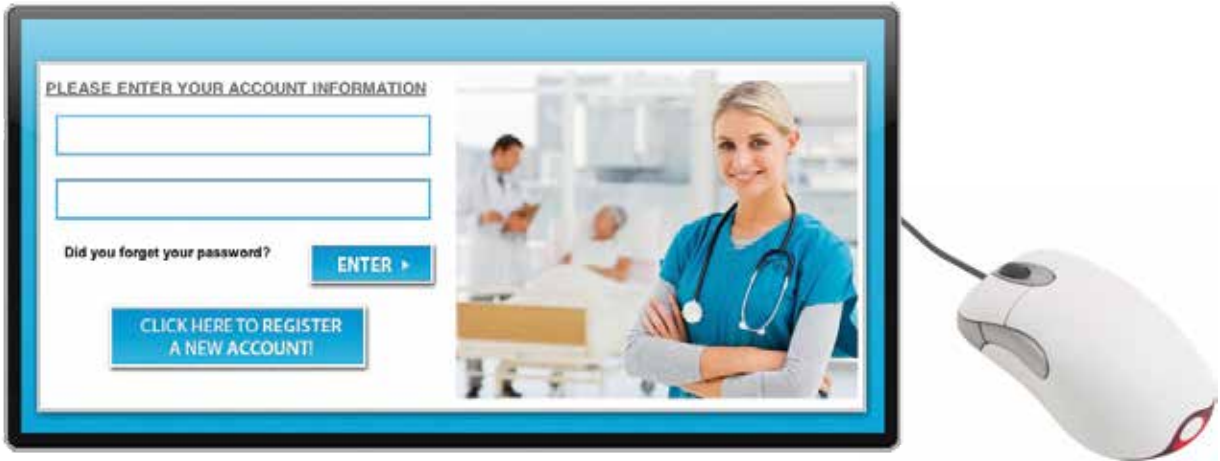 PLEASE ENTER YOUR ACCOUNT INFORMATION
Did you forget your password?
ENTER
CLICK HERE TO REGISTER
A NEW ACCOUNT!